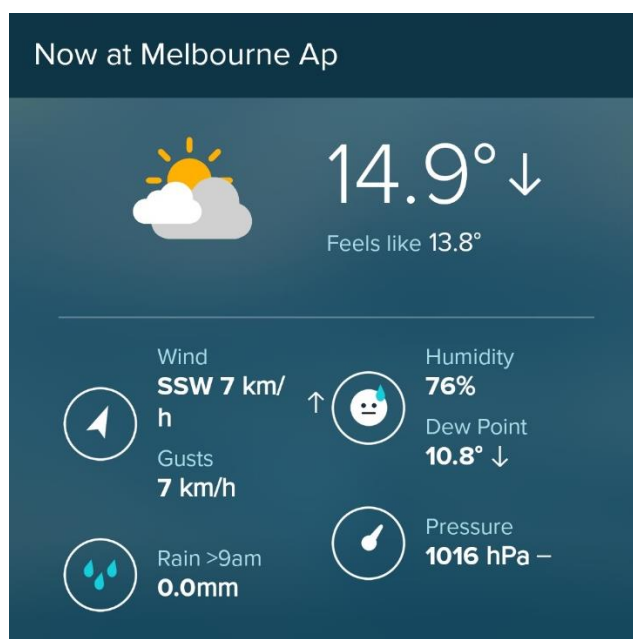 Now at Melbourne Ap
14.9° ↓
Feels like 13.8°
Wind
SSW 7 km/
h
↑
Gusts
7 km/h
Humidity
76%
Dew Point
10.8° ↓
Rain >9am
0.0mm
Pressure
1016 hPa –